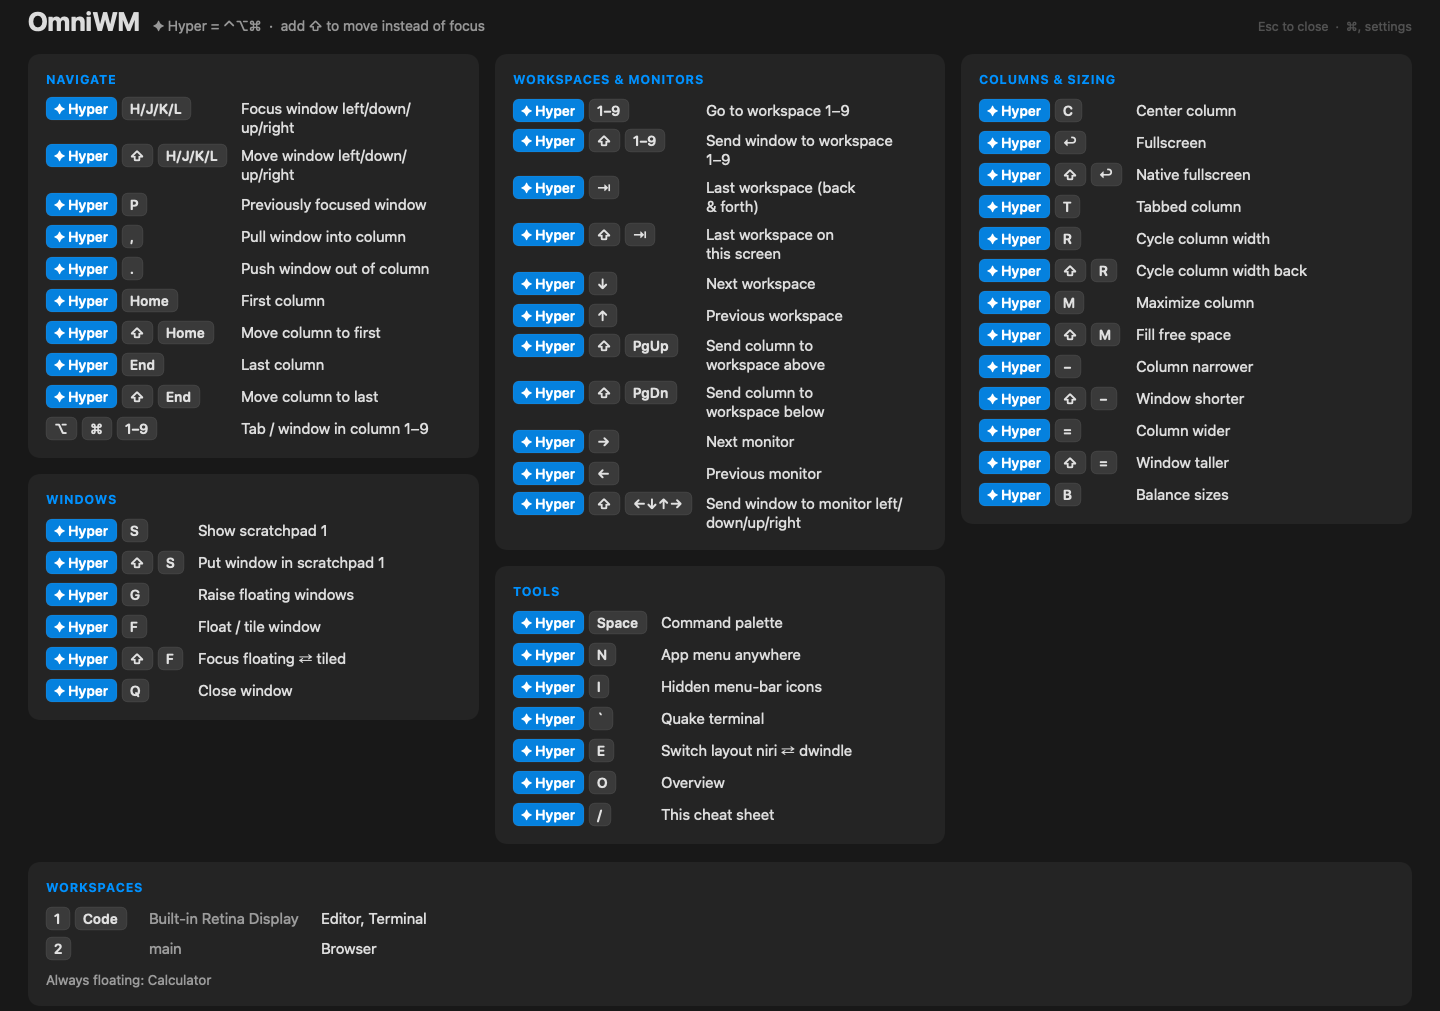 OmniWM ✦ Hyper = ^⌥⌘ · add ⇧ to move instead of focus
Esc to close · ⌘, settings
NAVIGATE
✦ Hyper H/J/K/L Focus window left/down/
up/right
✦ Hyper ⇧ H/J/K/L Move window left/down/
up/right
✦ Hyper P Previously focused window
✦ Hyper , Pull window into column
✦ Hyper . Push window out of column
✦ Hyper Home First column
✦ Hyper ⇧ Home Move column to first
✦ Hyper End Last column
✦ Hyper ⇧ End Move column to last
⌥ ⌘ 1–9 Tab / window in column 1–9
WINDOWS
✦ Hyper S Show scratchpad 1
✦ Hyper ⇧ S Put window in scratchpad 1
✦ Hyper G Raise floating windows
✦ Hyper F Float / tile window
✦ Hyper ⇧ F Focus floating ⇄ tiled
✦ Hyper Q Close window
WORKSPACES & MONITORS
✦ Hyper 1–9 Go to workspace 1–9
✦ Hyper ⇧ 1–9 Send window to workspace
1–9
✦ Hyper ⇥ Last workspace (back
& forth)
✦ Hyper ⇧ ⇥ Last workspace on
this screen
✦ Hyper ↓ Next workspace
✦ Hyper ↑ Previous workspace
✦ Hyper ⇧ PgUp Send column to
workspace above
✦ Hyper ⇧ PgDn Send column to
workspace below
✦ Hyper → Next monitor
✦ Hyper ← Previous monitor
✦ Hyper ⇧ ←↓↑→ Send window to monitor left/
down/up/right
TOOLS
✦ Hyper Space Command palette
✦ Hyper N App menu anywhere
✦ Hyper I Hidden menu-bar icons
✦ Hyper ` Quake terminal
✦ Hyper E Switch layout niri ⇄ dwindle
✦ Hyper O Overview
✦ Hyper / This cheat sheet
COLUMNS & SIZING
✦ Hyper C Center column
✦ Hyper ↩ Fullscreen
✦ Hyper ⇧ ↩ Native fullscreen
✦ Hyper T Tabbed column
✦ Hyper R Cycle column width
✦ Hyper ⇧ R Cycle column width back
✦ Hyper M Maximize column
✦ Hyper ⇧ M Fill free space
✦ Hyper − Column narrower
✦ Hyper ⇧ − Window shorter
✦ Hyper = Column wider
✦ Hyper ⇧ = Window taller
✦ Hyper B Balance sizes
WORKSPACES
1 Code Built-in Retina Display Editor, Terminal
2 main Browser
Always floating: Calculator